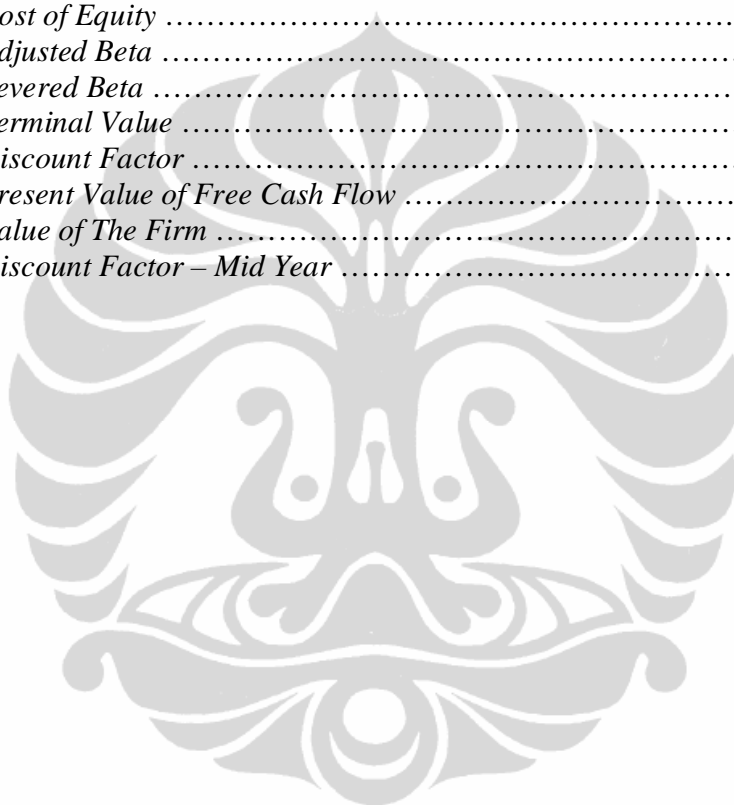 ost of Equity ……………………………………………………
djusted Beta ……………………………………………………
evered Beta ……………………………………………………
erminal Value …………………………………………………
iscount Factor …………………………………………………
resent Value of Free Cash Flow ………………………………
alue of The Firm ………………………………………………
iscount Factor – Mid Year ……………………………………